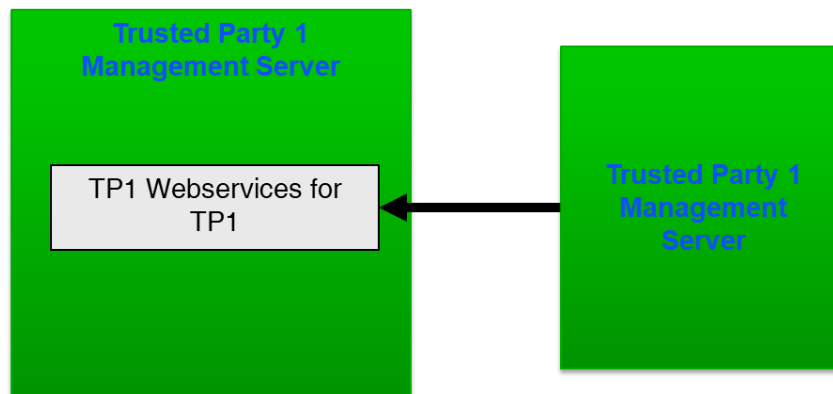 Trusted Party 1
Management Server
TP1 Webservices for
TP1
Trusted Party 1
Management
Server